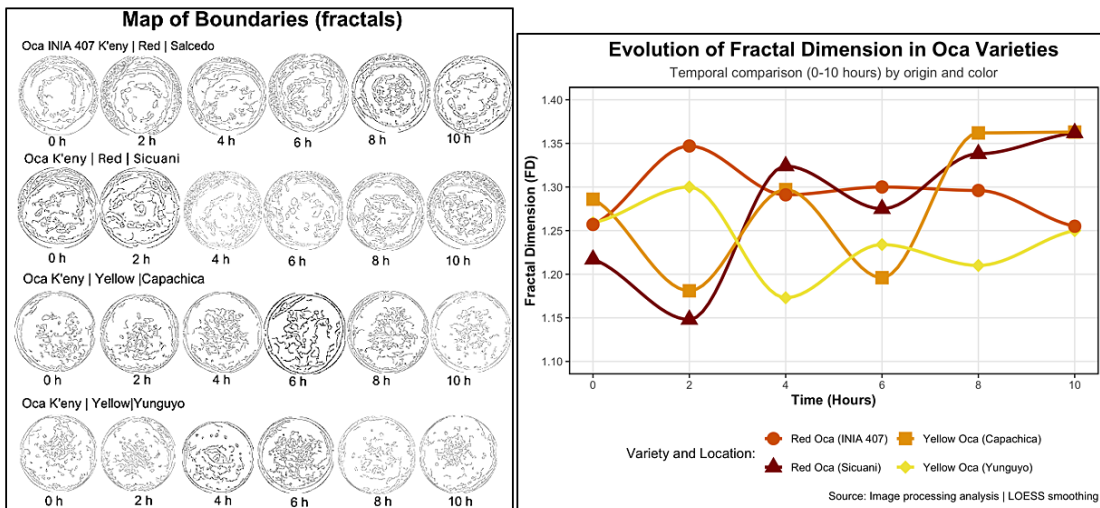 Map of Boundaries (fractals)
Oca INIA 407 K'eny | Red | Salcedo
0 h 2 h 4 h 6 h 8 h 10 h
Oca K'eny | Red | Sicuani
0 h 2 h 4 h 6 h 8 h 10 h
Oca K'eny | Yellow |Capachica
0 h 2 h 4 h 6 h 8 h 10 h
Oca K'eny | Yellow|Yunguyo
0 h 2 h 4 h 6 h 8 h 10 h
Evolution of Fractal Dimension in Oca Varieties
Temporal comparison (0-10 hours) by origin and color
Fractal Dimension (FD)
1.40
1.35
1.30
1.25
1.20
1.15
1.10
0 2 4 6 8 10
Time (Hours)
Variety and Location:
Red Oca (INIA 407) Yellow Oca (Capachica)
Red Oca (Sicuani) Yellow Oca (Yunguyo)
Source: Image processing analysis | LOESS smoothing